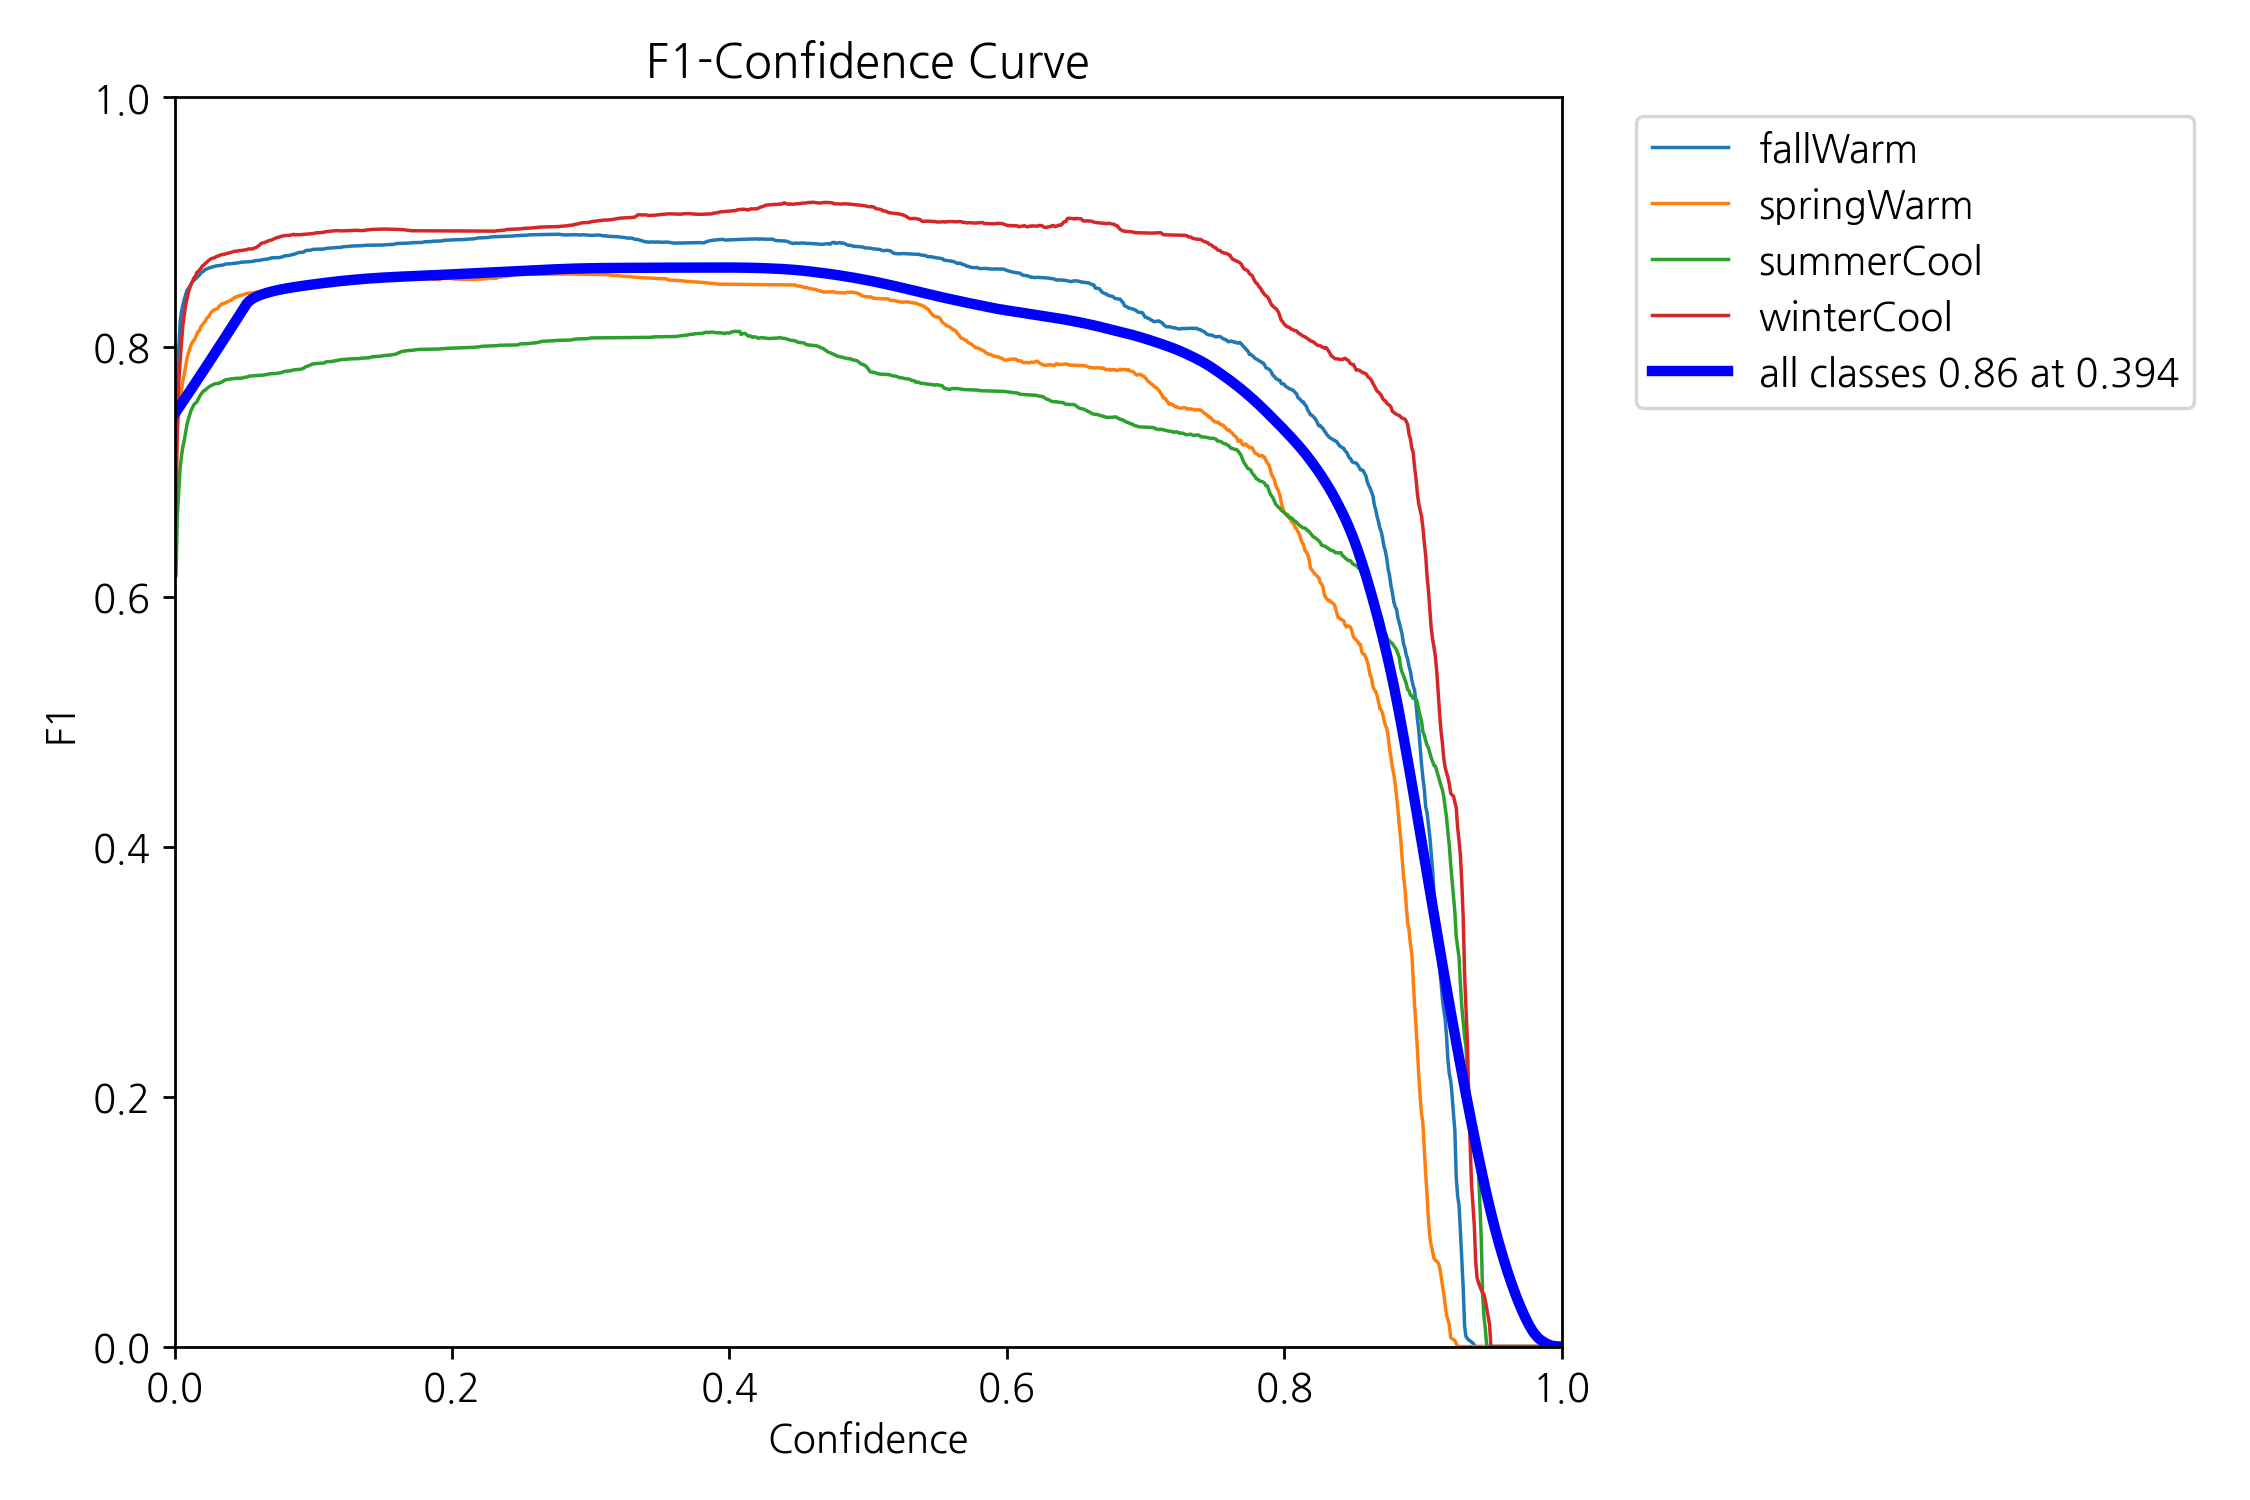 F1-Confidence Curve
1.0
0.8
0.6
0.4
0.2
0.0
F1
0.0 0.2 0.4 0.6 0.8 1.0
Confidence
fallWarm
springWarm
summerCool
winterCool
all classes 0.86 at 0.394